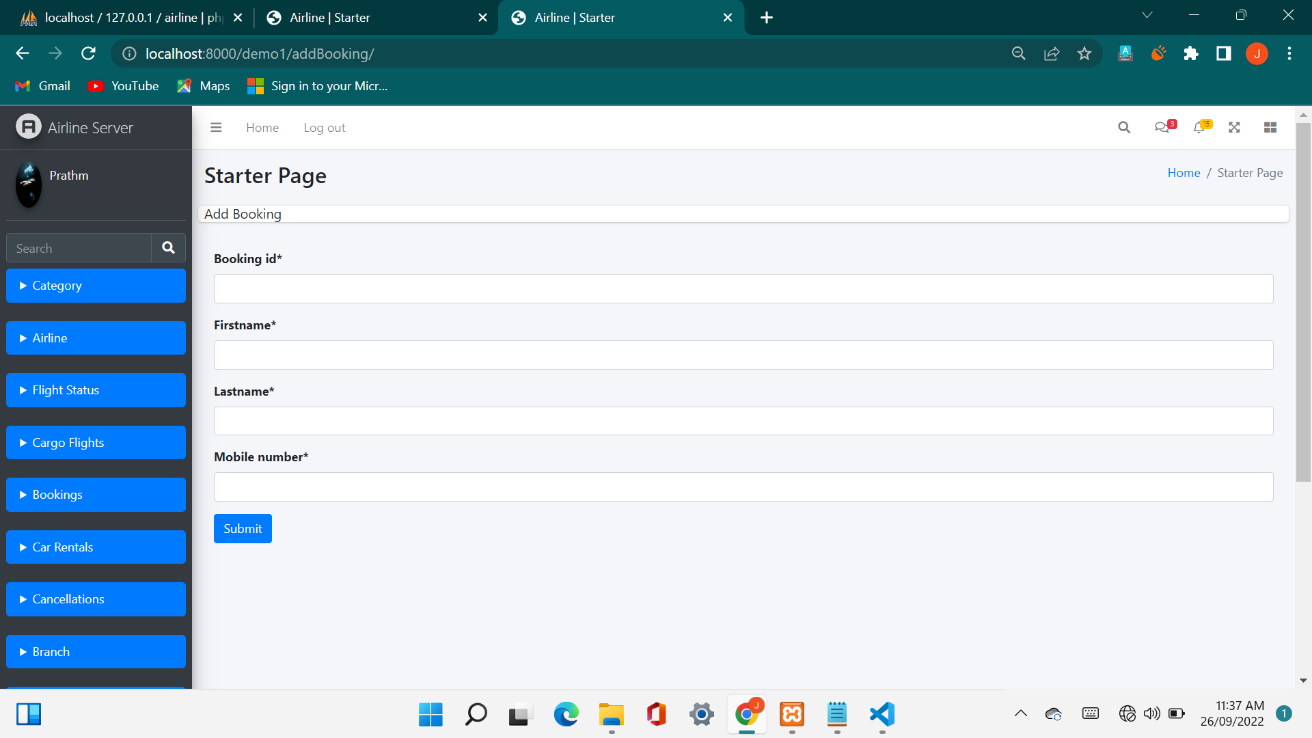 localhost / 127.0.0.1 / airline | ph
Airline | Starter
Airline | Starter
localhost:8000/demo1/addBooking/
J
Gmail
YouTube
Maps
Sign in to your Micr...
Airline Server
Home
Log out
3
15
Prathm
Starter Page
Home / Starter Page
Add Booking
Search
Category
Airline
Flight Status
Cargo Flights
Bookings
Car Rentals
Cancellations
Branch
Booking id*
Firstname*
Lastname*
Mobile number*
Submit
J
11:37 AM
26/09/2022
1